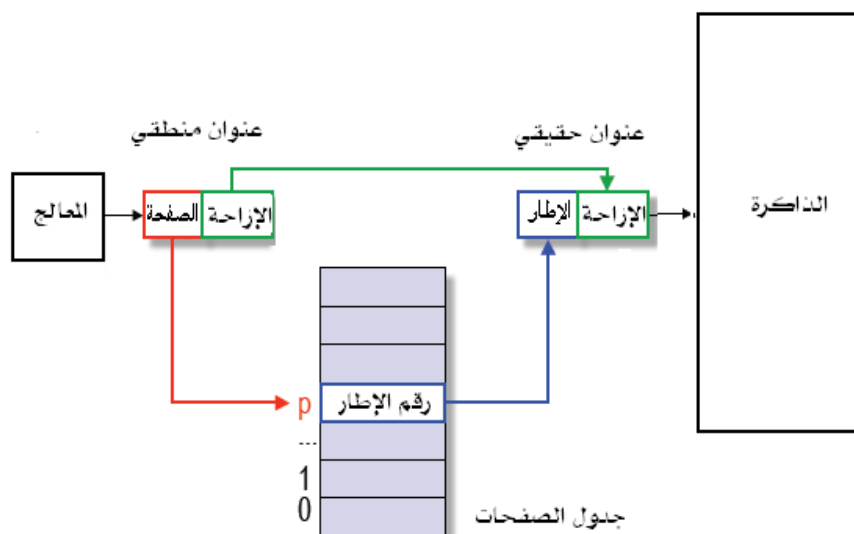 عنوان منطقي
عنوان حقيقي
المعالج
الصفحة
الإزاحة
الإطار
الإزاحة
الذاكرة
p
رقم الإطار
...
1
0
جدول الصفحات